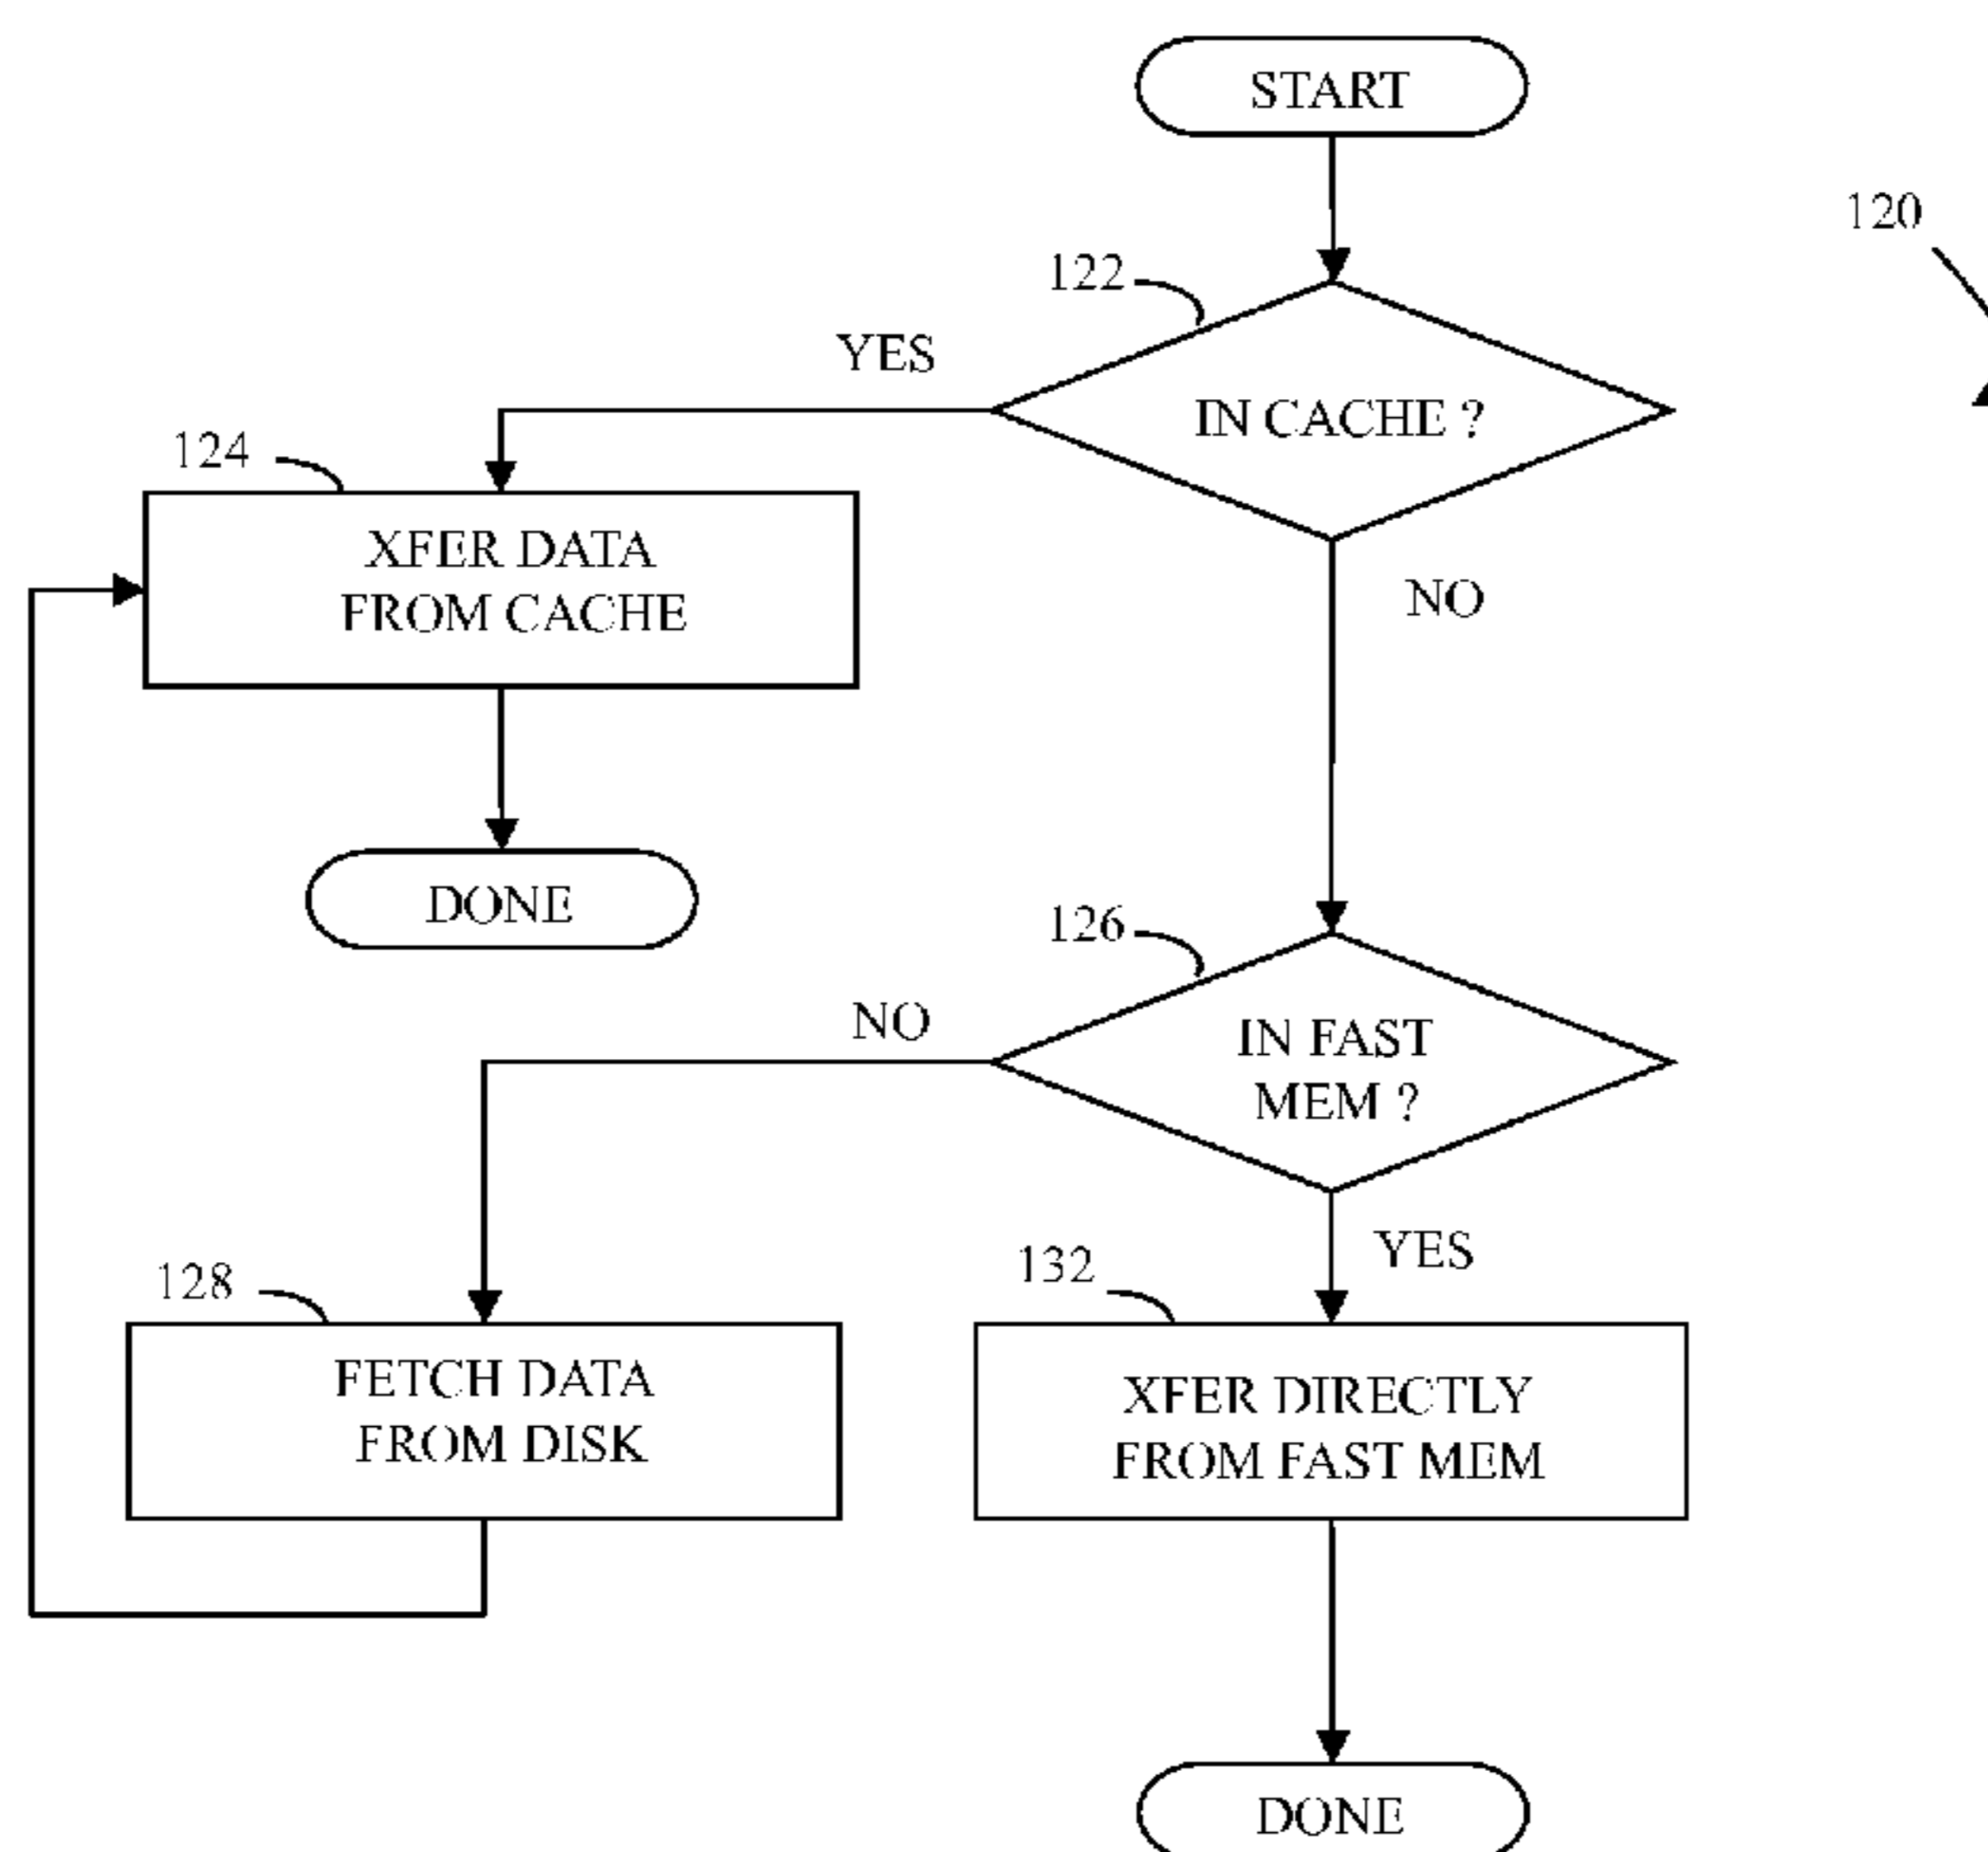 START
120
122
YES
IN CACHE ?
124
XFER DATA
FROM CACHE
NO
DONE
126
NO
IN FAST
MEM ?
YES
128
132
FETCH DATA
FROM DISK
XFER DIRECTLY
FROM FAST MEM
DONE